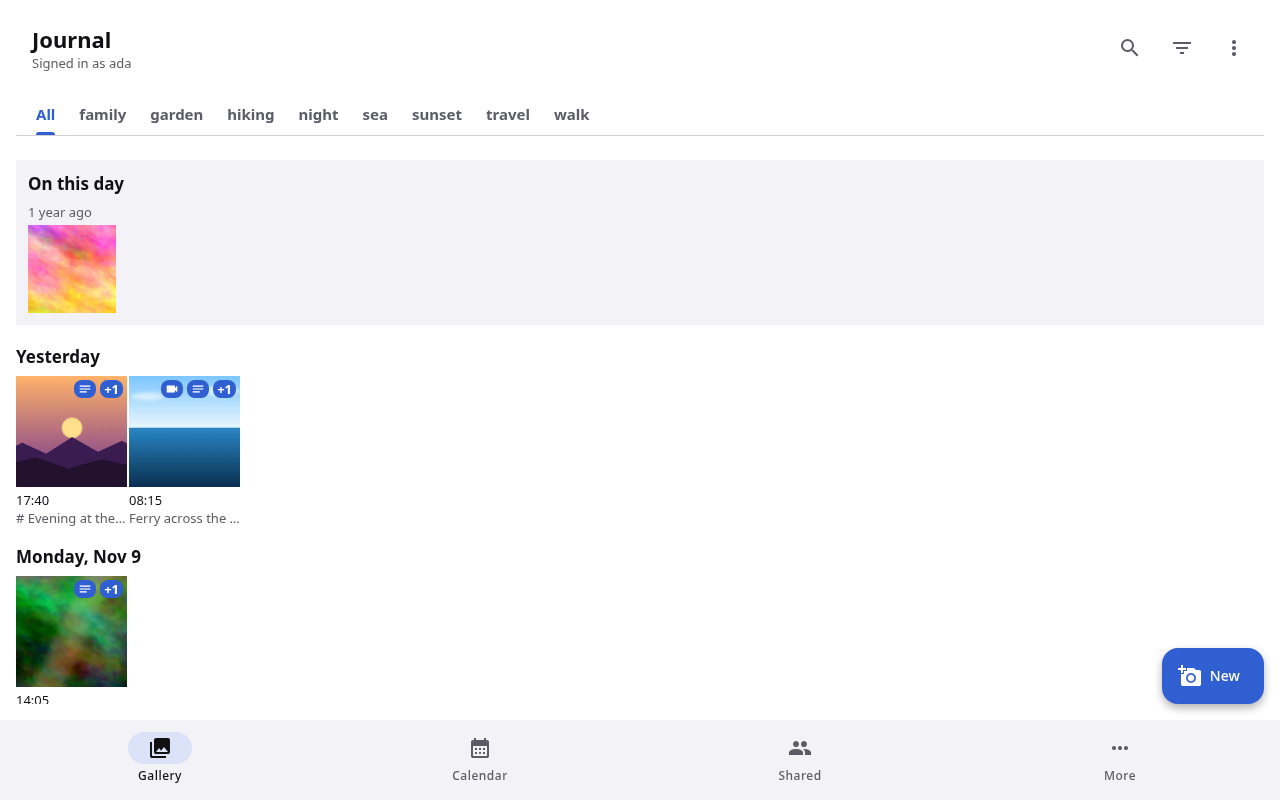 Journal
Signed in as ada
All family garden hiking night sea sunset travel walk
On this day
1 year ago
Yesterday
+1 +1
17:40 08:15
# Evening at the... Ferry across the ...
Monday, Nov 9
+1
14:05
New
Gallery Calendar Shared More